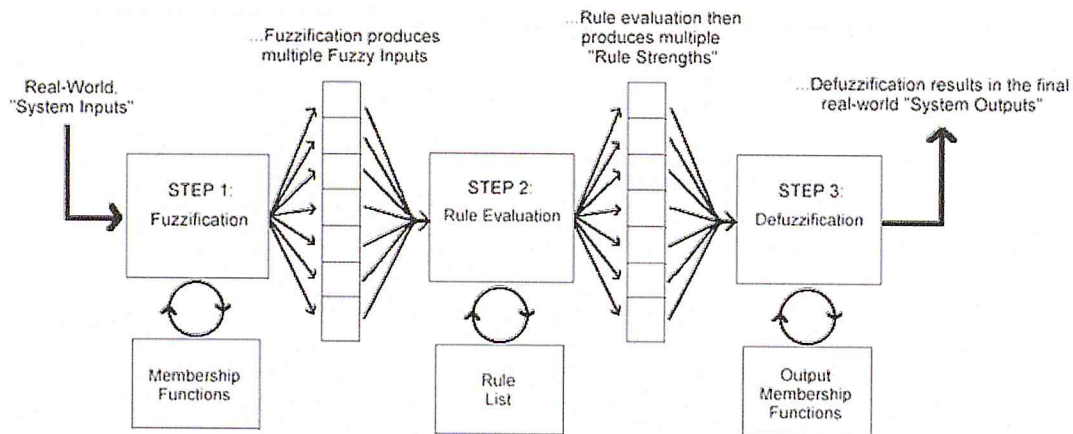 ...Fuzzification produces
multiple Fuzzy Inputs
...Rule evaluation then
produces multiple
"Rule Strengths"
Real-World,
"System Inputs"
...Defuzzification results in the final
real-world "System Outputs"
STEP 1:
Fuzzification
STEP 2:
Rule Evaluation
STEP 3:
Defuzzification
Membership
Functions
Rule
List
Output
Membership
Functions